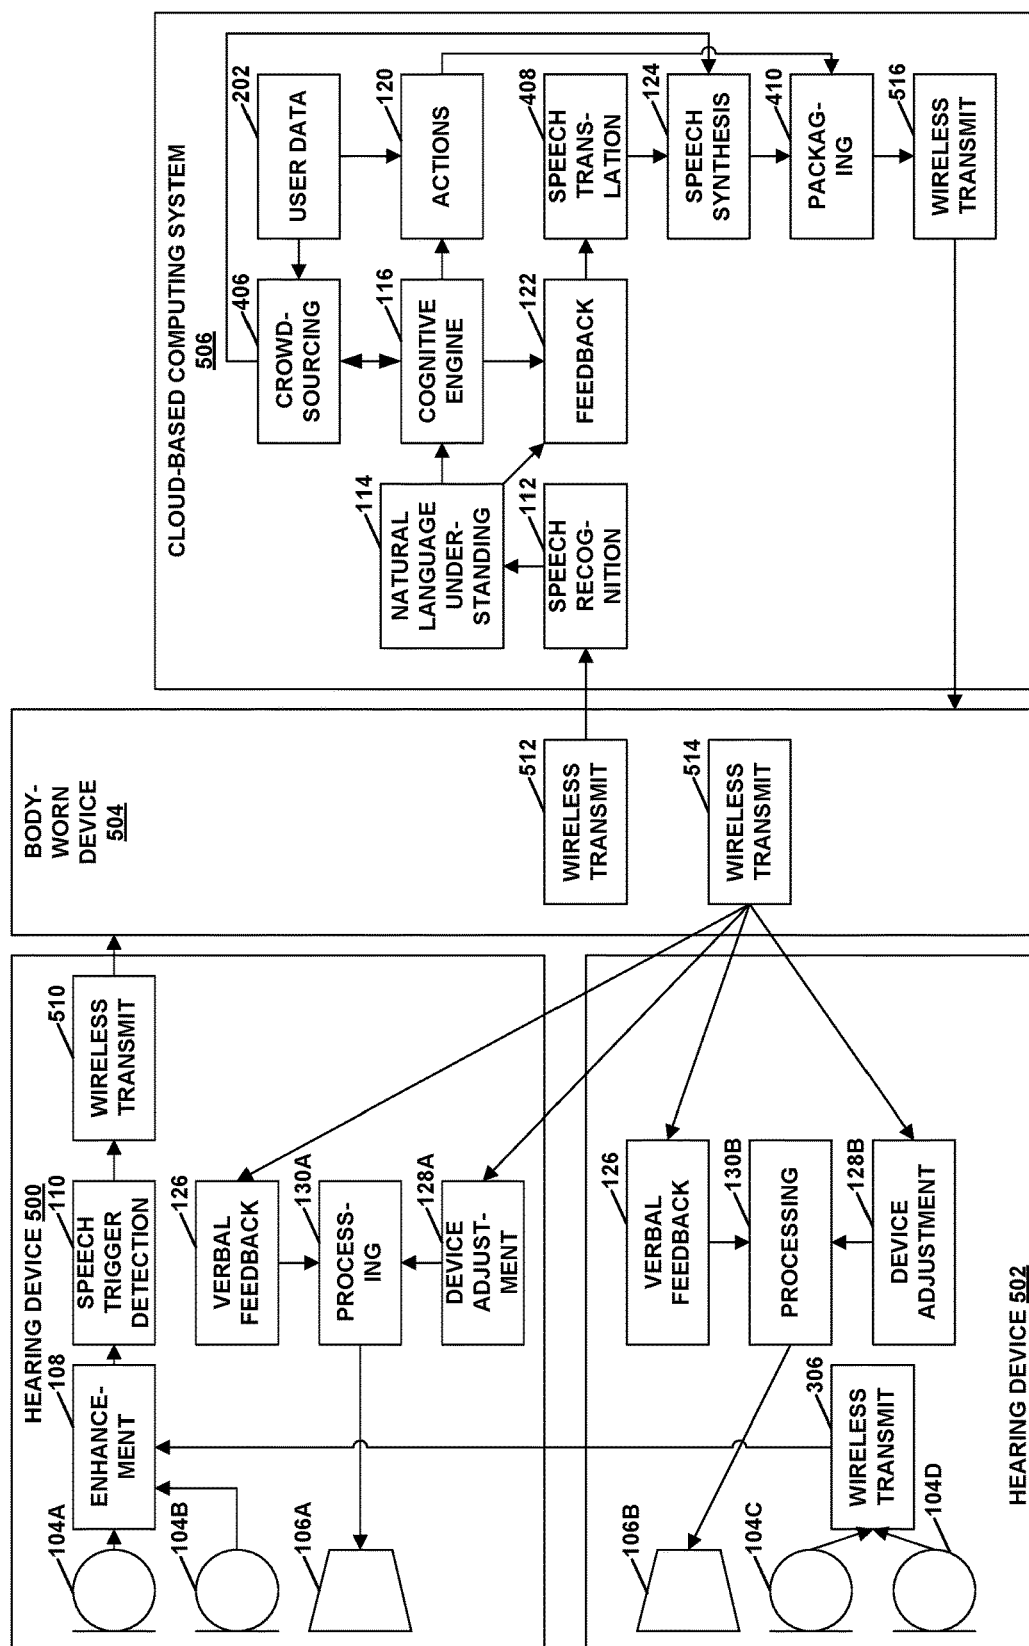 HEARING DEVICE 500
104A
104B
106A
108
ENHANCE-
MENT
110
SPEECH
TRIGGER
DETECTION
510
WIRELESS
TRANSMIT
126
VERBAL
FEEDBACK
130A
PROCESS-
ING
128A
DEVICE
ADJUST-
MENT
HEARING DEVICE 502
106B
104C
104D
306
WIRELESS
TRANSMIT
126
VERBAL
FEEDBACK
130B
PROCESSING
128B
DEVICE
ADJUSTMENT
BODY-
WORN
DEVICE
504
512
WIRELESS
TRANSMIT
514
WIRELESS
TRANSMIT
CLOUD-BASED COMPUTING SYSTEM
506
114
NATURAL
LANGUAGE
UNDER-
STANDING
112
SPEECH
RECOG-
NITION
406
CROWD-
SOURCING
116
COGNITIVE
ENGINE
122
FEEDBACK
202
USER DATA
120
ACTIONS
408
SPEECH
TRANS-
LATION
124
SPEECH
SYNTHESIS
410
PACKAG-
ING
516
WIRELESS
TRANSMIT